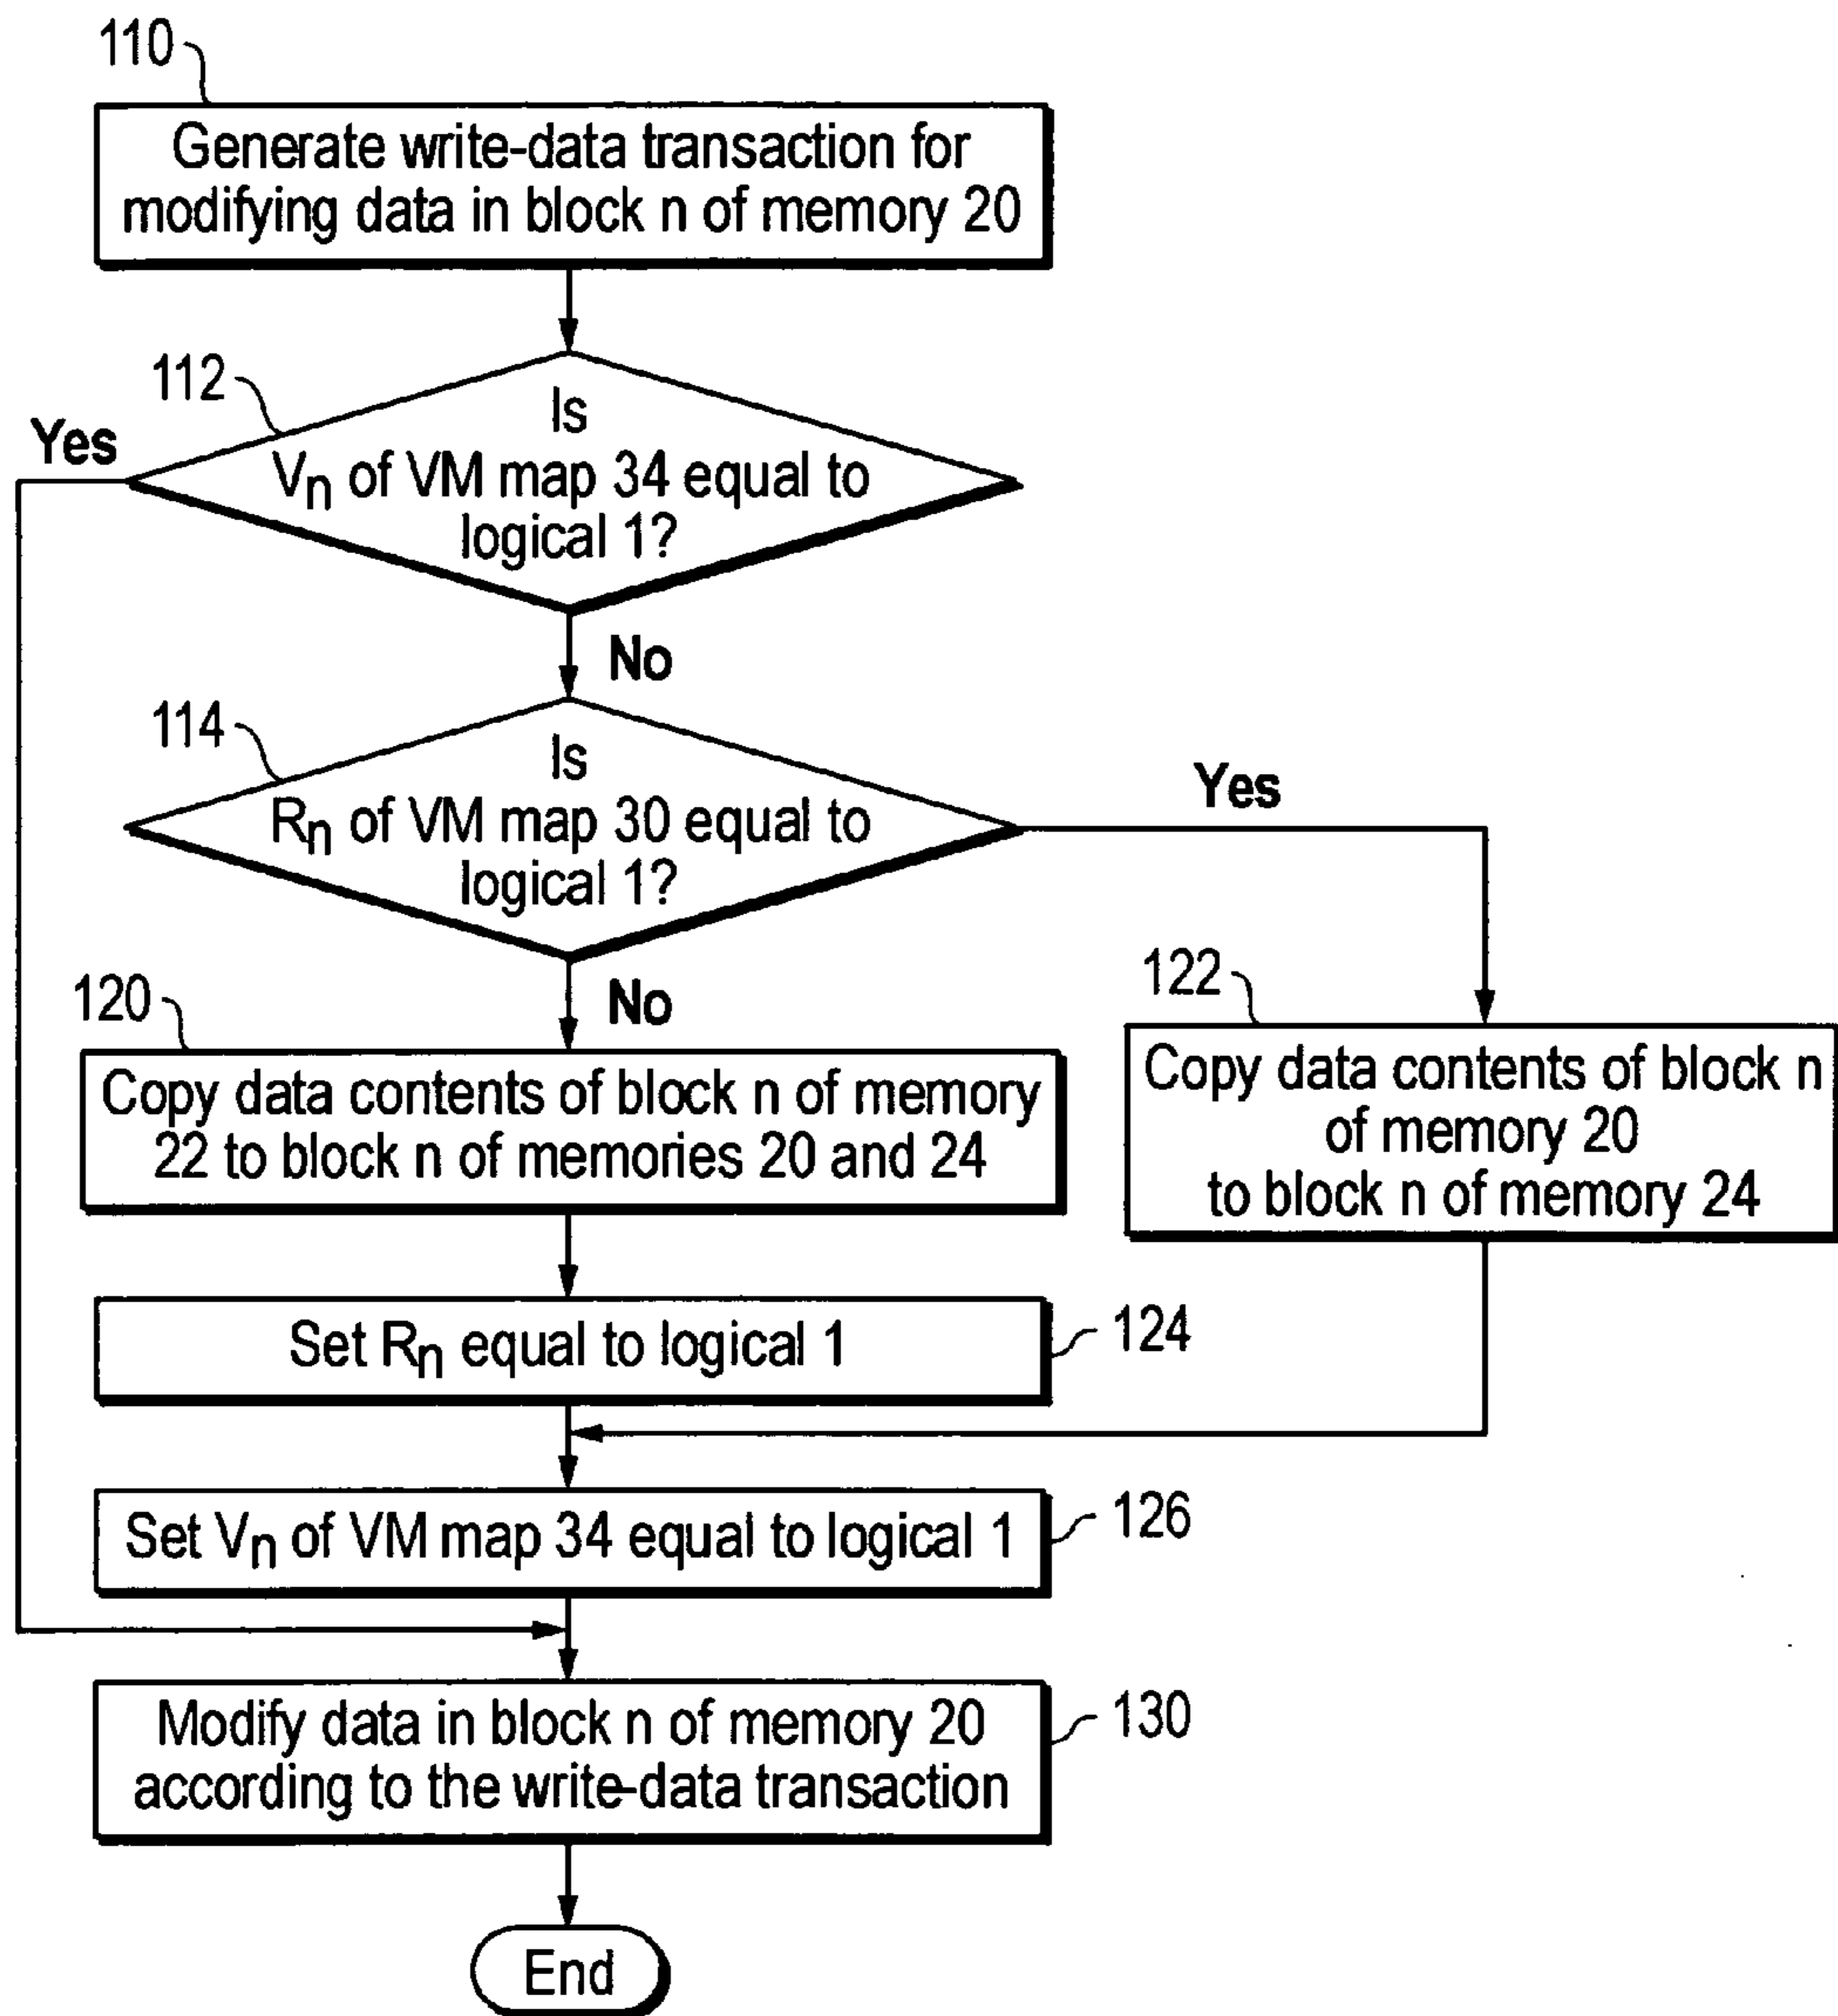 110
Generate write-data transaction for
modifying data in block n of memory 20
112
Yes
Is
Vn of VM map 34 equal to
logical 1?
No
114
Is
Rn of VM map 30 equal to
logical 1?
Yes
No
120
Copy data contents of block n of memory
22 to block n of memories 20 and 24
122
Copy data contents of block n
of memory 20
to block n of memory 24
Set Rn equal to logical 1
124
Set Vn of VM map 34 equal to logical 1
126
Modify data in block n of memory 20
according to the write-data transaction
130
End